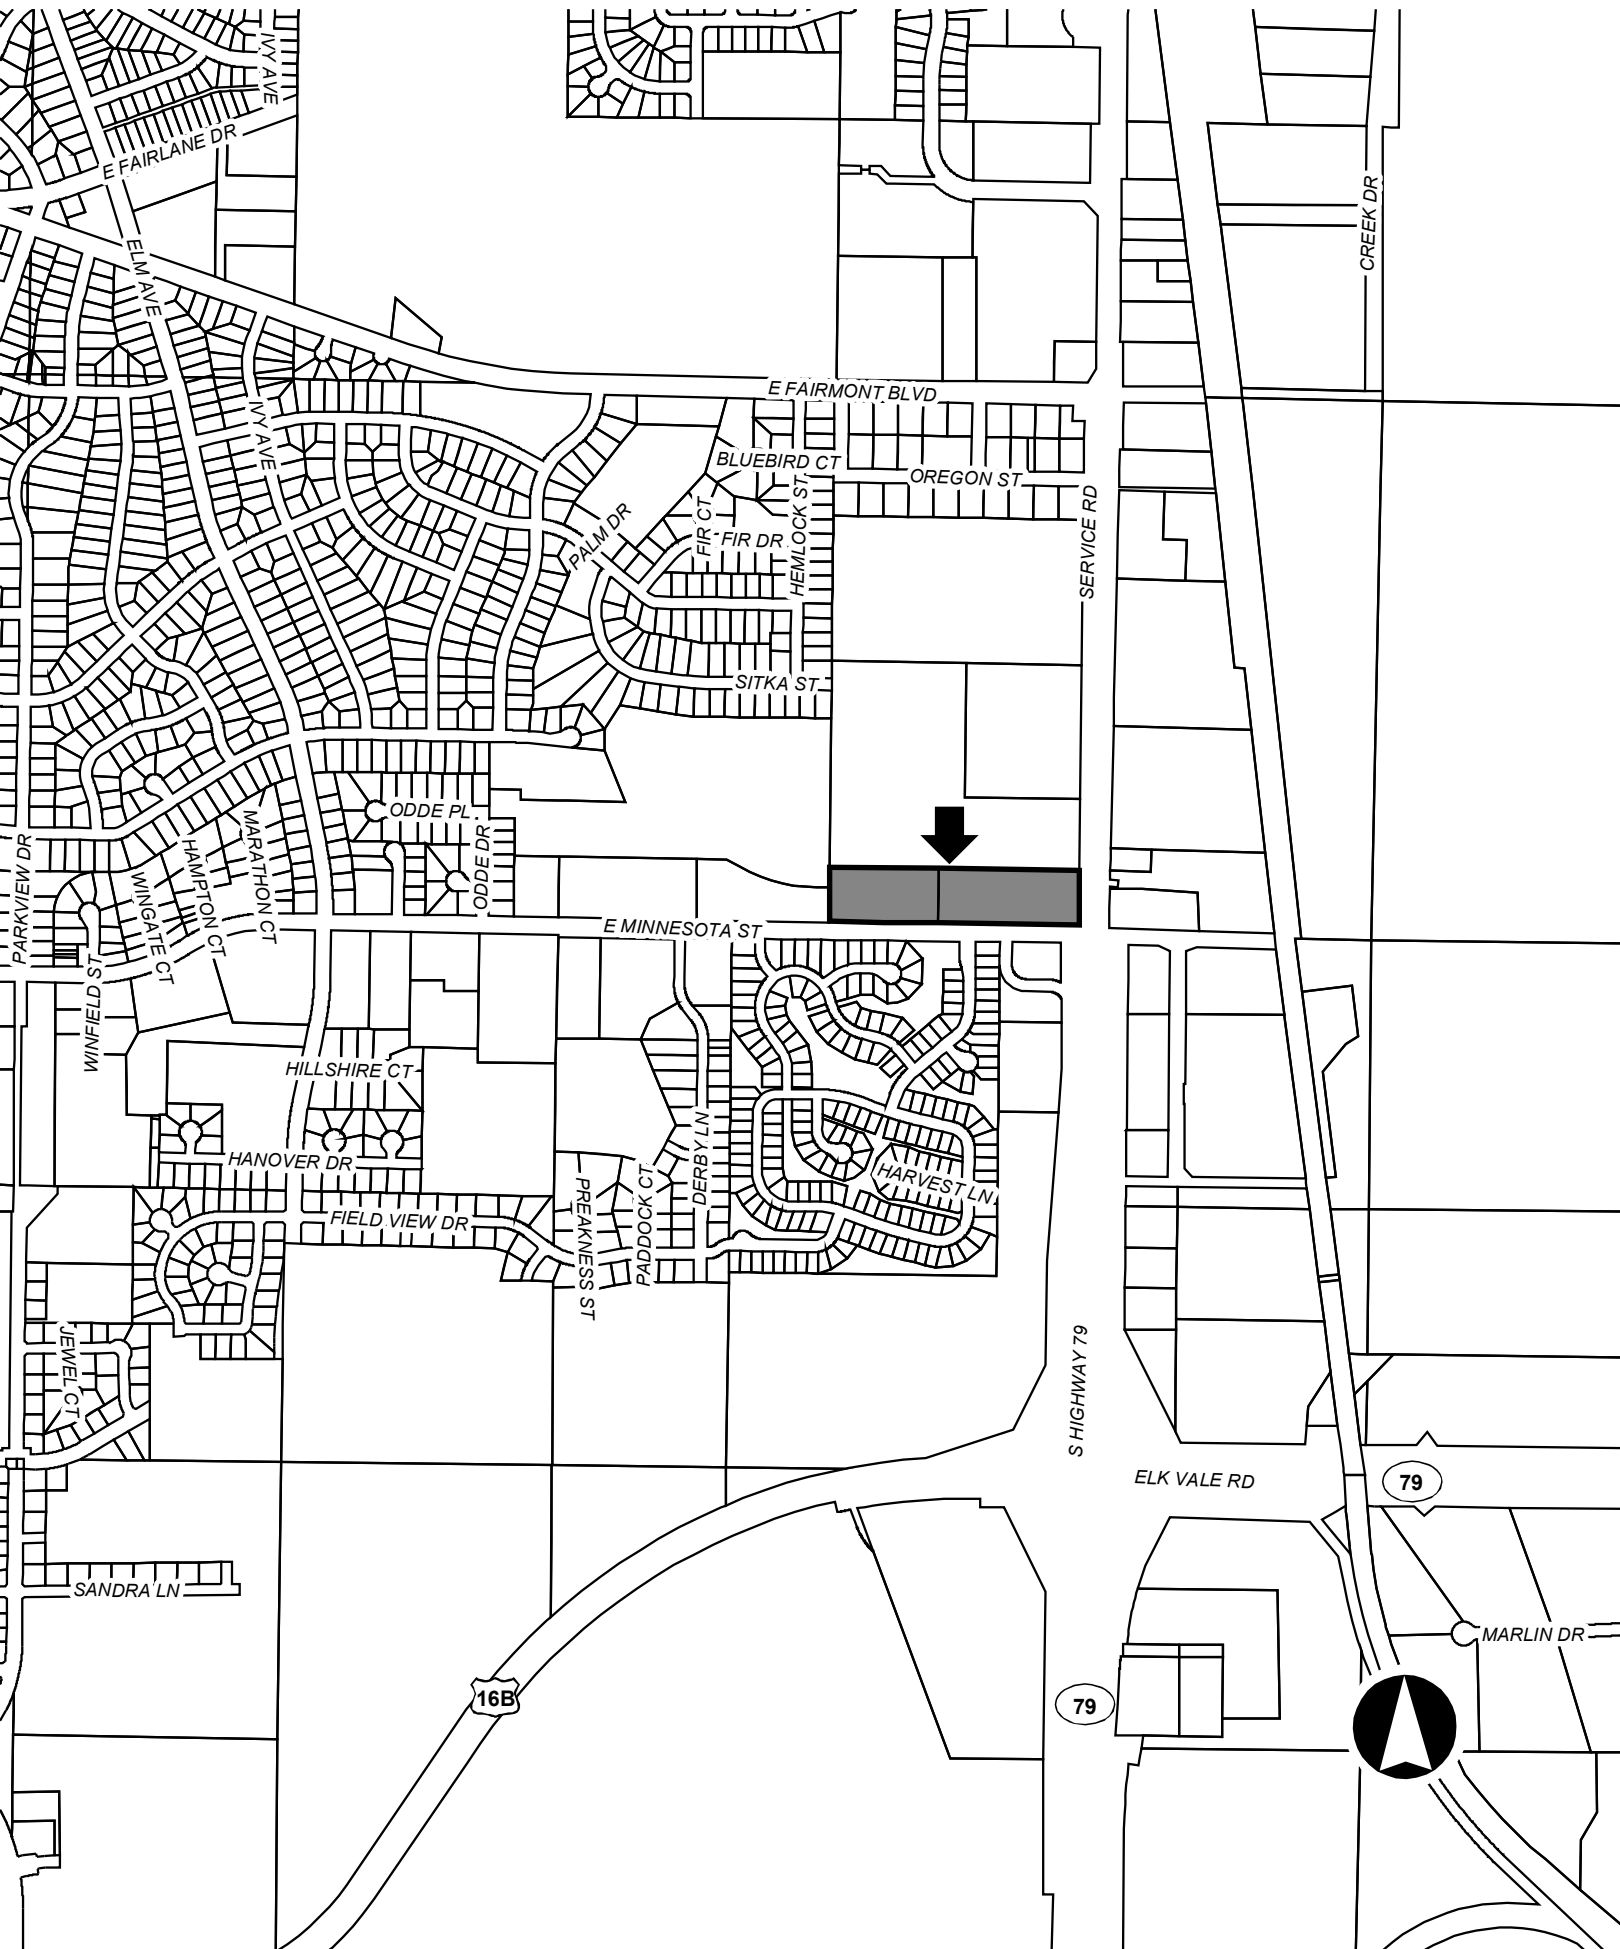 IVY AVE
E FAIRLANE DR
CREEK DR
ELM AVE
E FAIRMONT BLVD
IVY AVE
BLUEBIRD CT
OREGON ST
PALM DR
FIR CT
FIR DR
HEMLOCK ST
SERVICE RD
SITKA ST
ODDE PL
ODDE DR
PARKVIEW DR
WINGATE CT
HAMPTON CT
MARATHON CT
E MINNESOTA ST
WINFIELD ST
HILLSHIRE CT
HANOVER DR
DERBY LN
HARVEST LN
FIELD VIEW DR
PREAKNESS ST
PADDOCK CT
JEWEL CT
S HIGHWAY 79
ELK VALE RD
79
SANDRA LN
MARLIN DR
16B
79